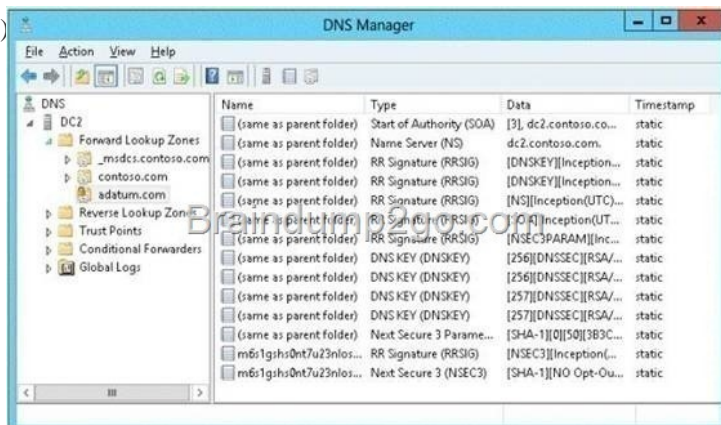 )
DNS Manager
File Action View Help
DNS
DC2
Forward Lookup Zones
_msdcs.contoso.com
contoso.com
adatum.com
Reverse Lookup Zones
Trust Points
Conditional Forwarders
Global Logs
Name Type Data Timestamp
(same as parent folder) Start of Authority (SOA) [3], dc2.contoso.co... static
(same as parent folder) Name Server (NS) dc2.contoso.com. static
(same as parent folder) RR Signature (RRSIG) [DNSKEY][Inception... static
(same as parent folder) RR Signature (RRSIG) [DNSKEY][Inception... static
(same as parent folder) RR Signature (RRSIG) [NS][Inception(UTC)... static
(same as parent folder) RR Signature (RRSIG) [SOA][Inception(UT... static
(same as parent folder) RR Signature (RRSIG) [NSEC3PARAM][Inc... static
(same as parent folder) DNS KEY (DNSKEY) [256][DNSSEC][RSA/... static
(same as parent folder) DNS KEY (DNSKEY) [256][DNSSEC][RSA/... static
(same as parent folder) DNS KEY (DNSKEY) [257][DNSSEC][RSA/... static
(same as parent folder) DNS KEY (DNSKEY) [257][DNSSEC][RSA/... static
(same as parent folder) Next Secure 3 Parame... [SHA-1][0][50][3B3C... static
m6s1gshs0nt7u23nlos... RR Signature (RRSIG) [NSEC3][Inception(... static
m6s1gshs0nt7u23nlos... Next Secure 3 (NSEC3) [SHA-1][NO Opt-Ou... static
Braindump2go.com